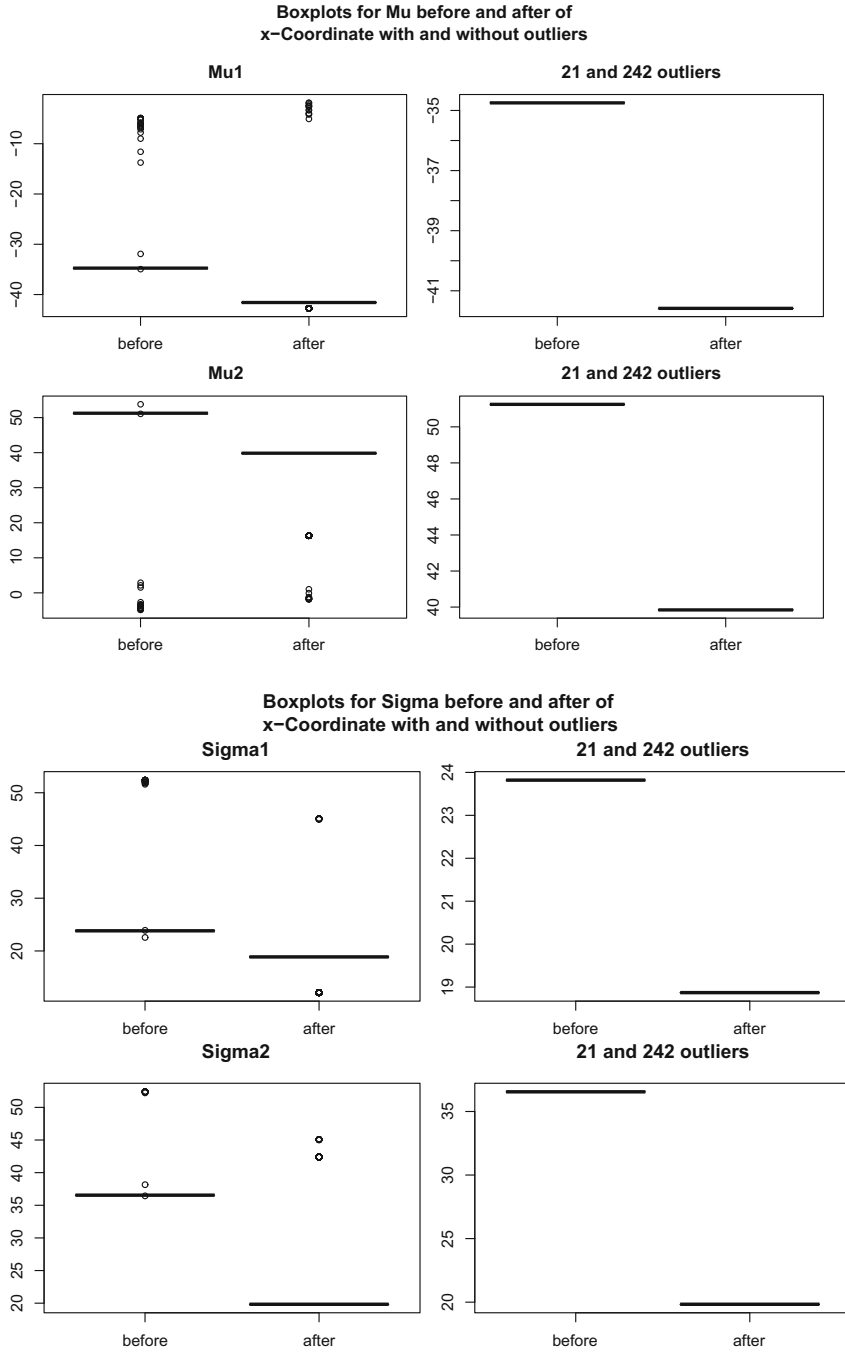 Boxplots for Mu before and after of
x−Coordinate with and without outliers
Mu1
21 and 242 outliers
−10
−20
−30
−40
before
after
−35
−37
−39
−41
before
after
Mu2
21 and 242 outliers
50
40
30
20
10
0
before
after
50
48
46
44
42
40
before
after
Boxplots for Sigma before and after of
x−Coordinate with and without outliers
Sigma1
21 and 242 outliers
50
40
30
20
before
after
24
23
22
21
20
19
before
after
Sigma2
21 and 242 outliers
50
45
40
35
30
25
20
before
after
35
30
25
20
before
after